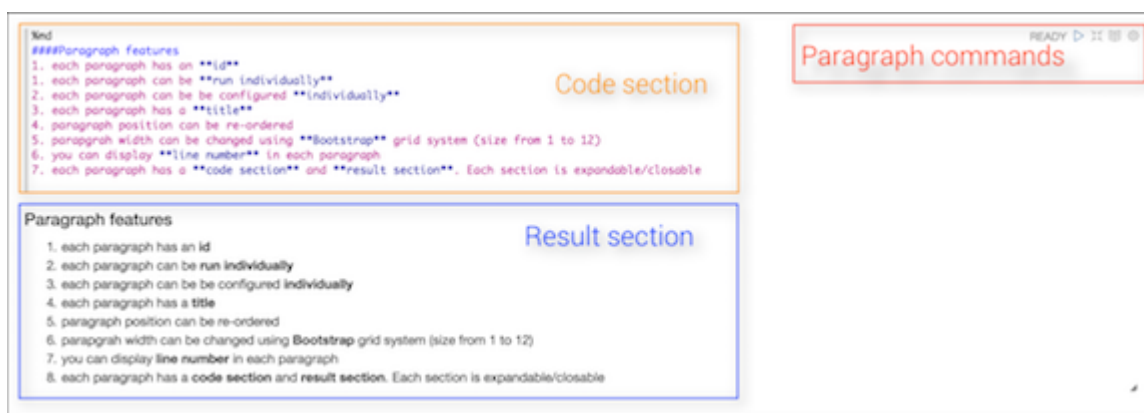 %md
####Paragraph features
1. each paragraph has an **id**
1. each paragraph can be **run individually**
2. each paragraph can be be configured **individually**
3. each paragraph has a **title**
4. paragraph position can be re-ordered
5. parapgrah width can be changed using **Bootstrap** grid system (size from 1 to 12)
6. you can display **line number** in each paragraph
7. each paragraph has a **code section** and **result section**. Each section is expandable/closable
Code section
READY
Paragraph commands
Paragraph features
1. each paragraph has an id
2. each paragraph can be run individually
3. each paragraph can be be configured individually
4. each paragraph has a title
5. paragraph position can be re-ordered
6. parapgrah width can be changed using Bootstrap grid system (size from 1 to 12)
7. you can display line number in each paragraph
8. each paragraph has a code section and result section. Each section is expandable/closable
Result section